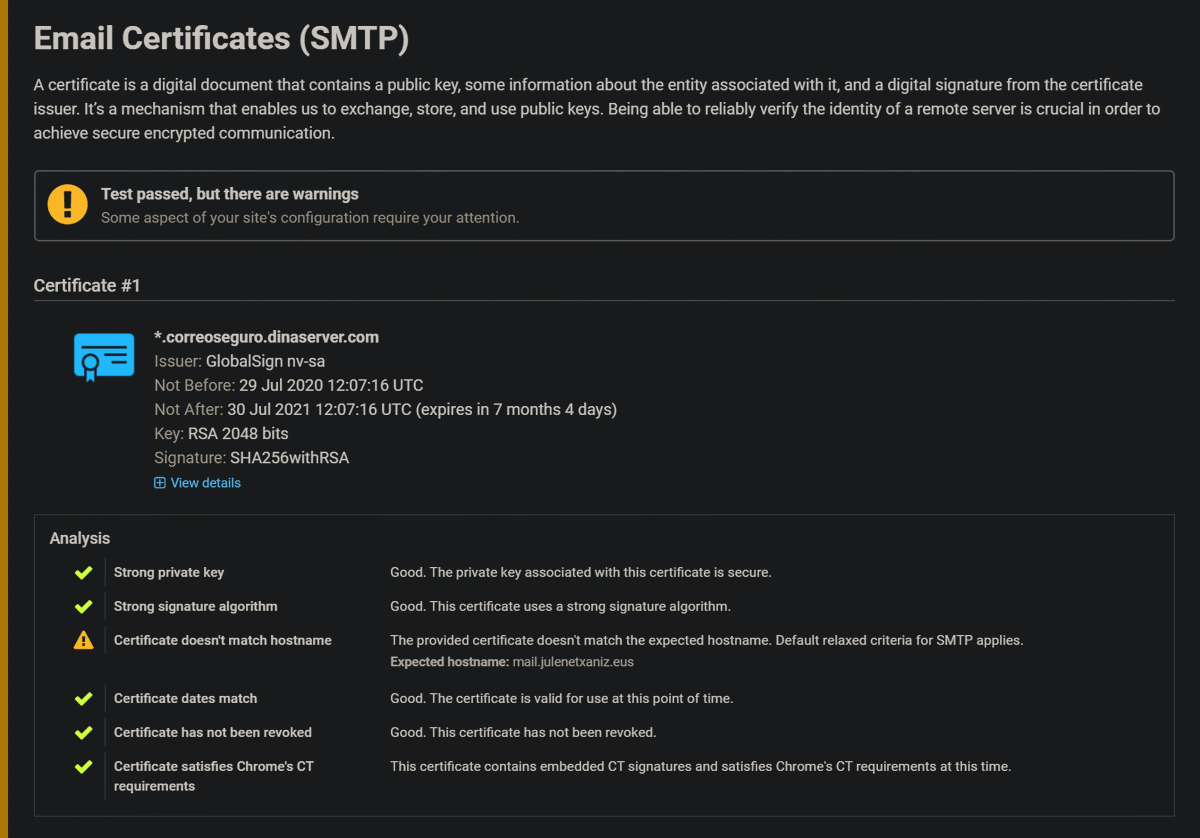 Email Certificates (SMTP)
A certificate is a digital document that contains a public key, some information about the entity associated with it, and a digital signature from the certificate
issuer. It’s a mechanism that enables us to exchange, store, and use public keys. Being able to reliably verify the identity of a remote server is crucial in order to
achieve secure encrypted communication.
Test passed, but there are warnings
Some aspect of your site's configuration require your attention.
Certificate #1
*.correoseguro.dinaserver.com
Issuer: GlobalSign nv-sa
Not Before: 29 Jul 2020 12:07:16 UTC
Not After: 30 Jul 2021 12:07:16 UTC (expires in 7 months 4 days)
Key: RSA 2048 bits
Signature: SHA256withRSA
View details
Analysis
Strong private key Good. The private key associated with this certificate is secure.
Strong signature algorithm Good. This certificate uses a strong signature algorithm.
Certificate doesn't match hostname The provided certificate doesn't match the expected hostname. Default relaxed criteria for SMTP applies.
Expected hostname: mail.julenetxaniz.eus
Certificate dates match Good. The certificate is valid for use at this point of time.
Certificate has not been revoked Good. This certificate has not been revoked.
Certificate satisfies Chrome's CT This certificate contains embedded CT signatures and satisfies Chrome's CT requirements at this time.
requirements